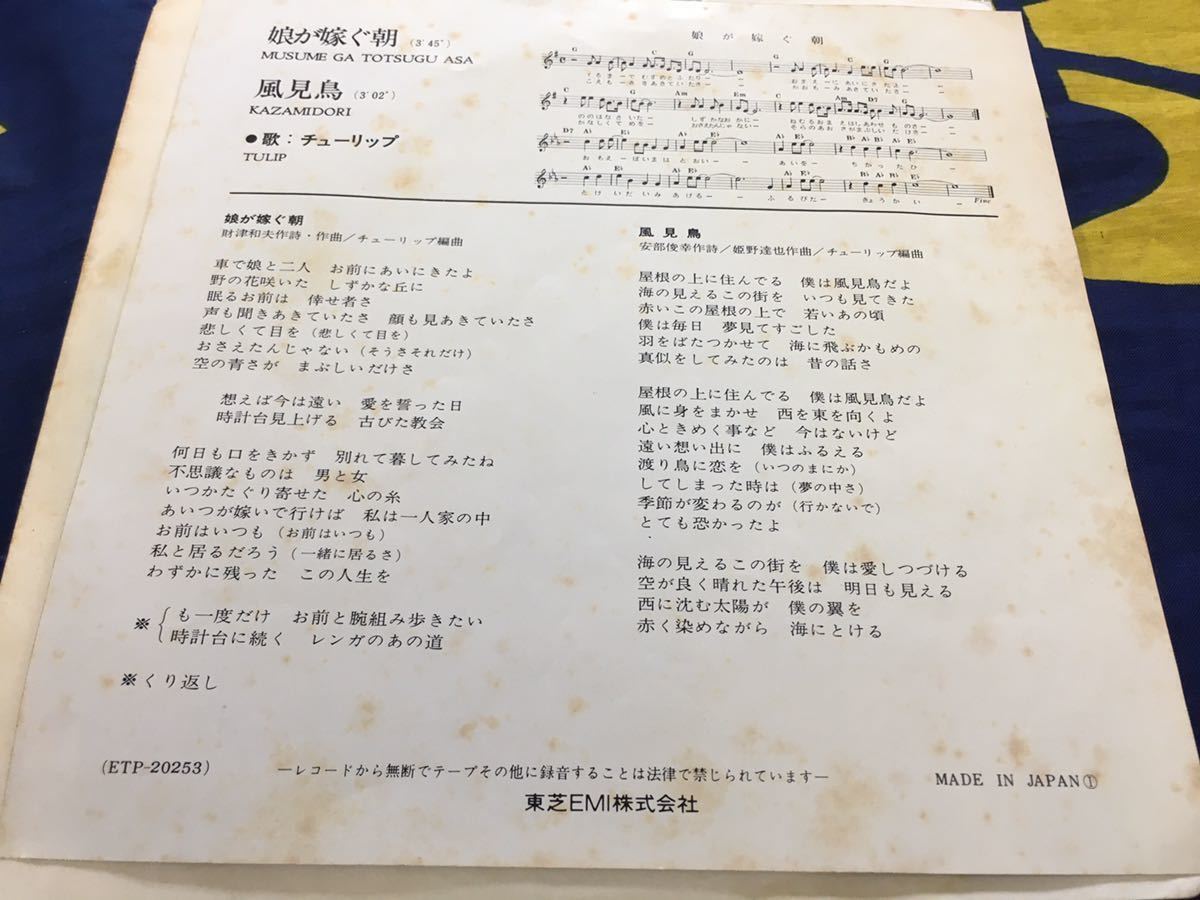 娘が嫁ぐ朝 (3'45")
MUSUME GA TOTSUGU ASA
風見鳥 (3'02")
KAZAMIDORI
●歌:チューリップ
TULIP
娘が嫁ぐ朝
Fine
娘が嫁ぐ朝
財津和夫作詩・作曲/チューリップ編曲
車で娘と二人 お前にあいにきたよ
野の花咲いた しずかな丘に
眠るお前は 倖せ者さ
声も聞きあきていたさ 顔も見あきていたさ
悲しくて目を(悲しくて目を)
おさえたんじゃない(そうさそれだけ)
空の青さが まぶしいだけさ
想えば今は遠い 愛を誓った日
時計台見上げる 古びた教会
何日も口をきかず 別れて暮してみたね
不思議なものは 男と女
いつかたぐり寄せた 心の糸
あいつが嫁いで行けば 私は一人家の中
お前はいつも(お前はいつも)
私と居るだろう(一緒に居るさ)
わずかに残った この人生を
※{も一度だけ お前と腕組み歩きたい
時計台に続く レンガのあの道
※くり返し
風見鳥
安部俊幸作詩/姫野達也作曲/チューリップ編曲
屋根の上に住んでる 僕は風見鳥だよ
海の見えるこの街を いつも見てきた
赤いこの屋根の上で 若いあの頃
僕は毎日 夢見てすごした
羽をばたつかせて 海に飛ぶかもめの
真似をしてみたのは 昔の話さ
屋根の上に住んでる 僕は風見鳥だよ
風に身をまかせ 西を東を向くよ
心ときめく事など 今はないけど
遠い想い出に 僕はふるえる
渡り鳥に恋を(いつのまにか)
してしまった時は(夢の中さ)
季節が変わるのが(行かないで)
とても恐かったよ
海の見えるこの街を 僕は愛しつづける
空が良く晴れた午後は 明日も見える
西に沈む太陽が 僕の翼を
赤く染めながら 海にとける
(ETP-20253)
―レコードから無断でテープその他に録音することは法律で禁じられています―
MADE IN JAPAN①
東芝EMI株式会社